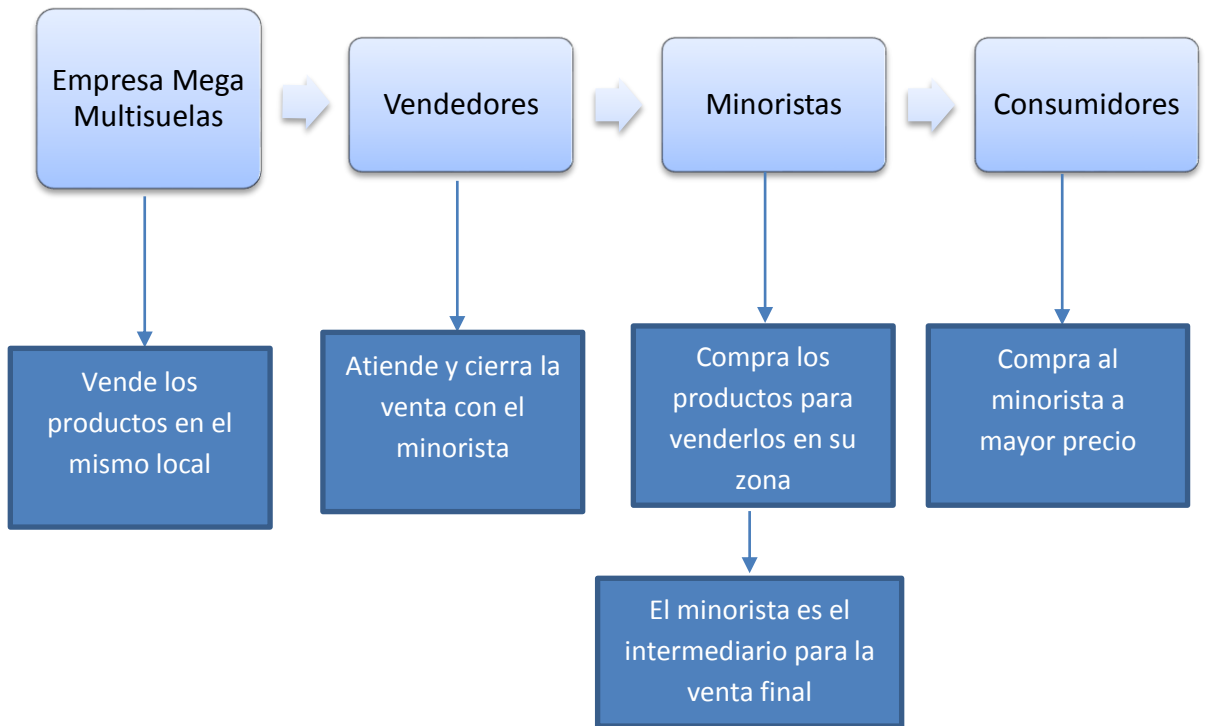 Empresa Mega
Multisuelas
Vendedores
Minoristas
Consumidores
Vende los
productos en el
mismo local
Atiende y cierra la
venta con el
minorista
Compra los
productos para
venderlos en su
zona
Compra al
minorista a
mayor precio
El minorista es el
intermediario para la
venta final